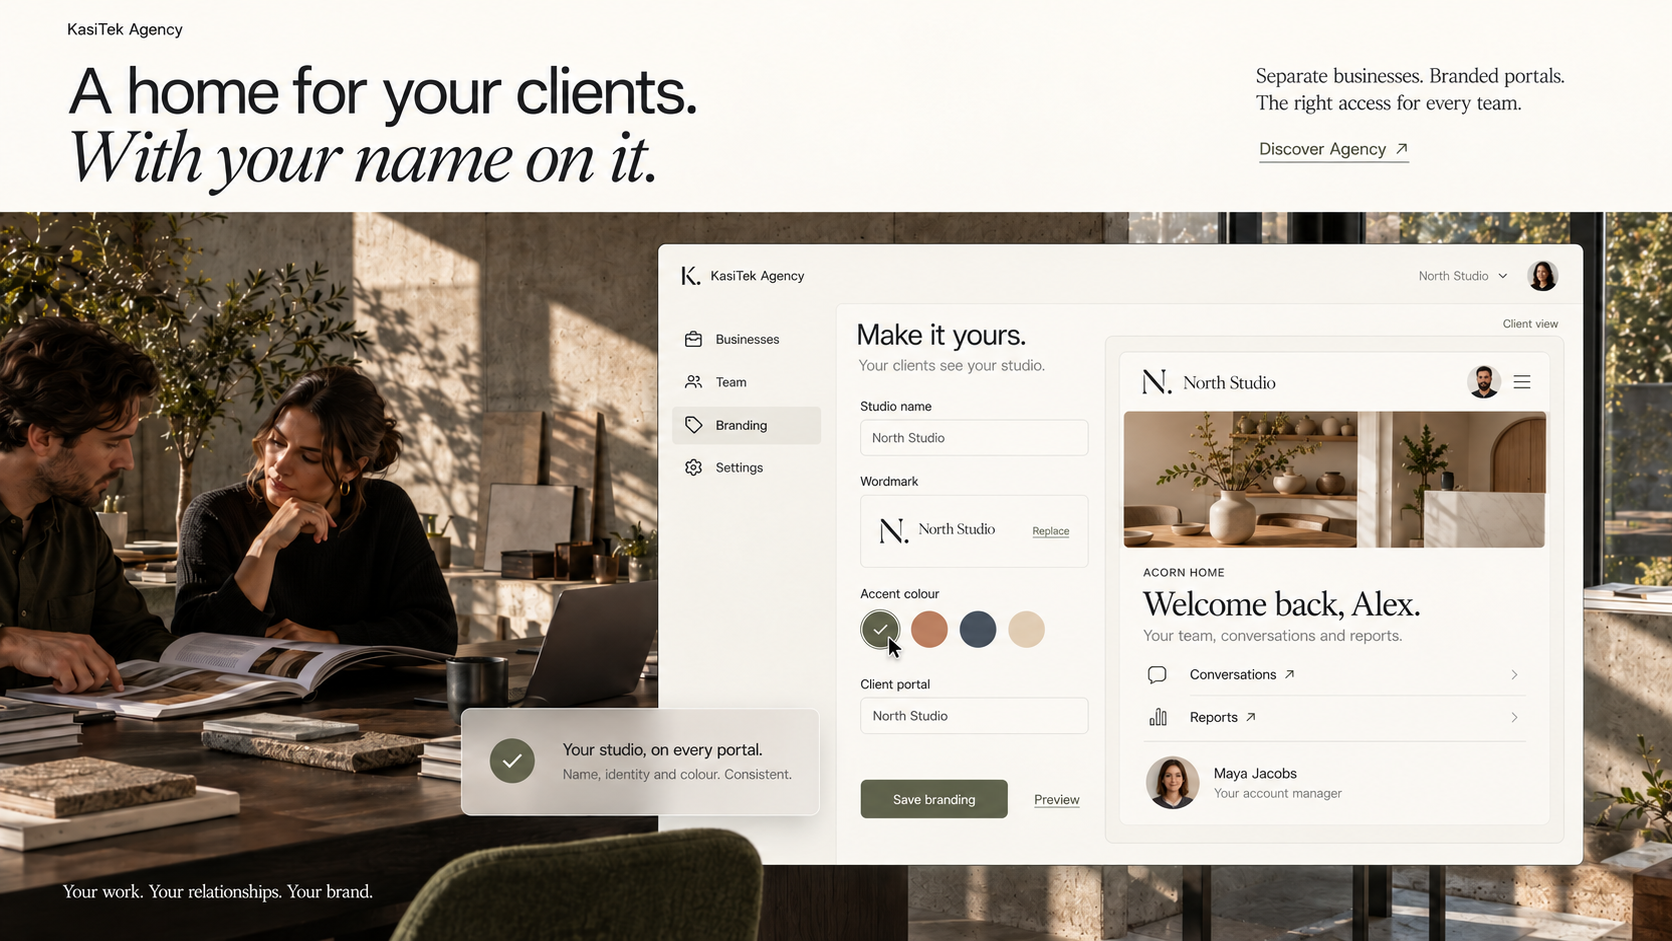 KasiTek Agency
A home for your clients.
With your name on it.
Separate businesses. Branded portals.
The right access for every team.
Discover Agency ↗
K. KasiTek Agency
North Studio
Businesses
Team
Branding
Settings
Make it yours.
Your clients see your studio.
Studio name
North Studio
Wordmark
N. North Studio
Replace
Accent colour
Client portal
North Studio
Save branding
Preview
Client view
N. North Studio
ACORN HOME
Welcome back, Alex.
Your team, conversations and reports.
Conversations ↗
Reports ↗
Maya Jacobs
Your account manager
Your studio, on every portal.
Name, identity and colour. Consistent.
Your work. Your relationships. Your brand.